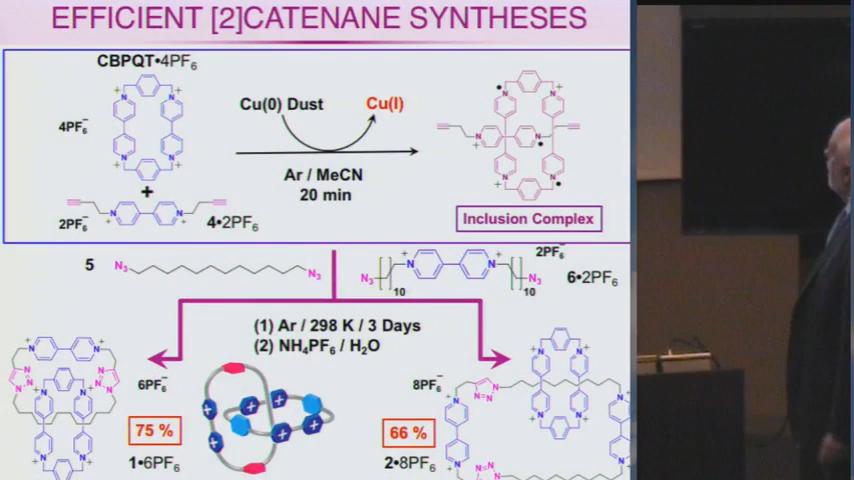 EFFICIENT [2]CATENANE SYNTHESES
CBPQT•4PF6
4PF6−
Cu(0) Dust
Cu(I)
Ar / MeCN
20 min
+
2PF6−
4•2PF6
Inclusion Complex
5
N3
N3
2PF6−
N3
10
N
N
10
N3
6•2PF6
(1) Ar / 298 K / 3 Days
(2) NH4PF6 / H2O
6PF6−
75 %
1•6PF6
8PF6−
66 %
2•8PF6